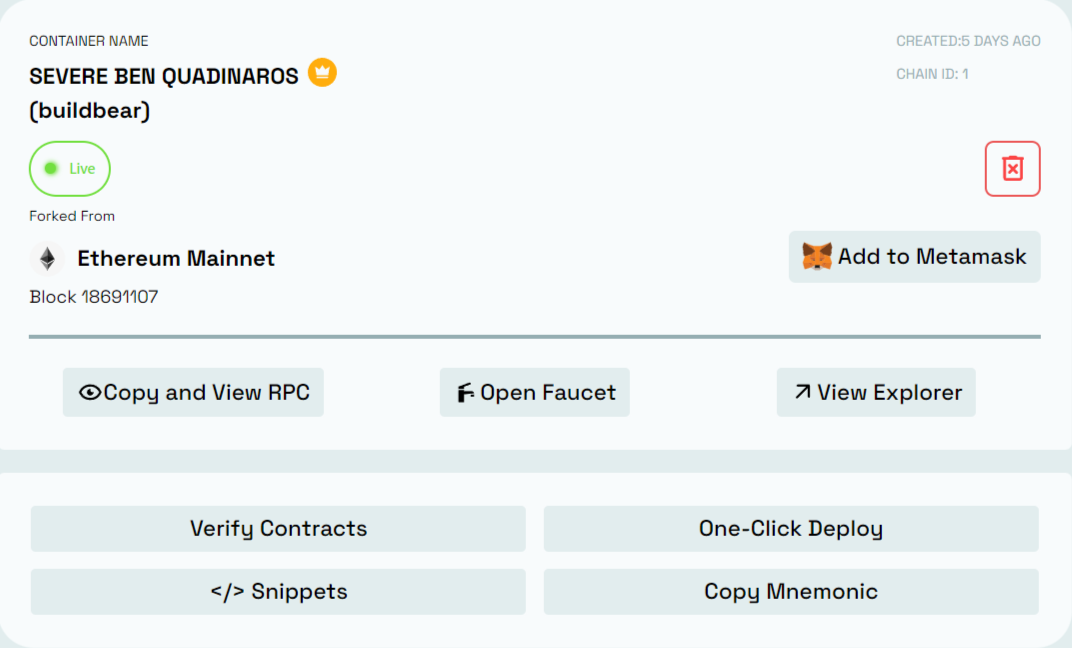 CONTAINER NAME
CREATED:5 DAYS AGO
SEVERE BEN QUADINAROS
CHAIN ID: 1
(buildbear)
Live
Forked From
Ethereum Mainnet
Add to Metamask
Block 18691107
Copy and View RPC
Open Faucet
View Explorer
Verify Contracts
One-Click Deploy
</> Snippets
Copy Mnemonic